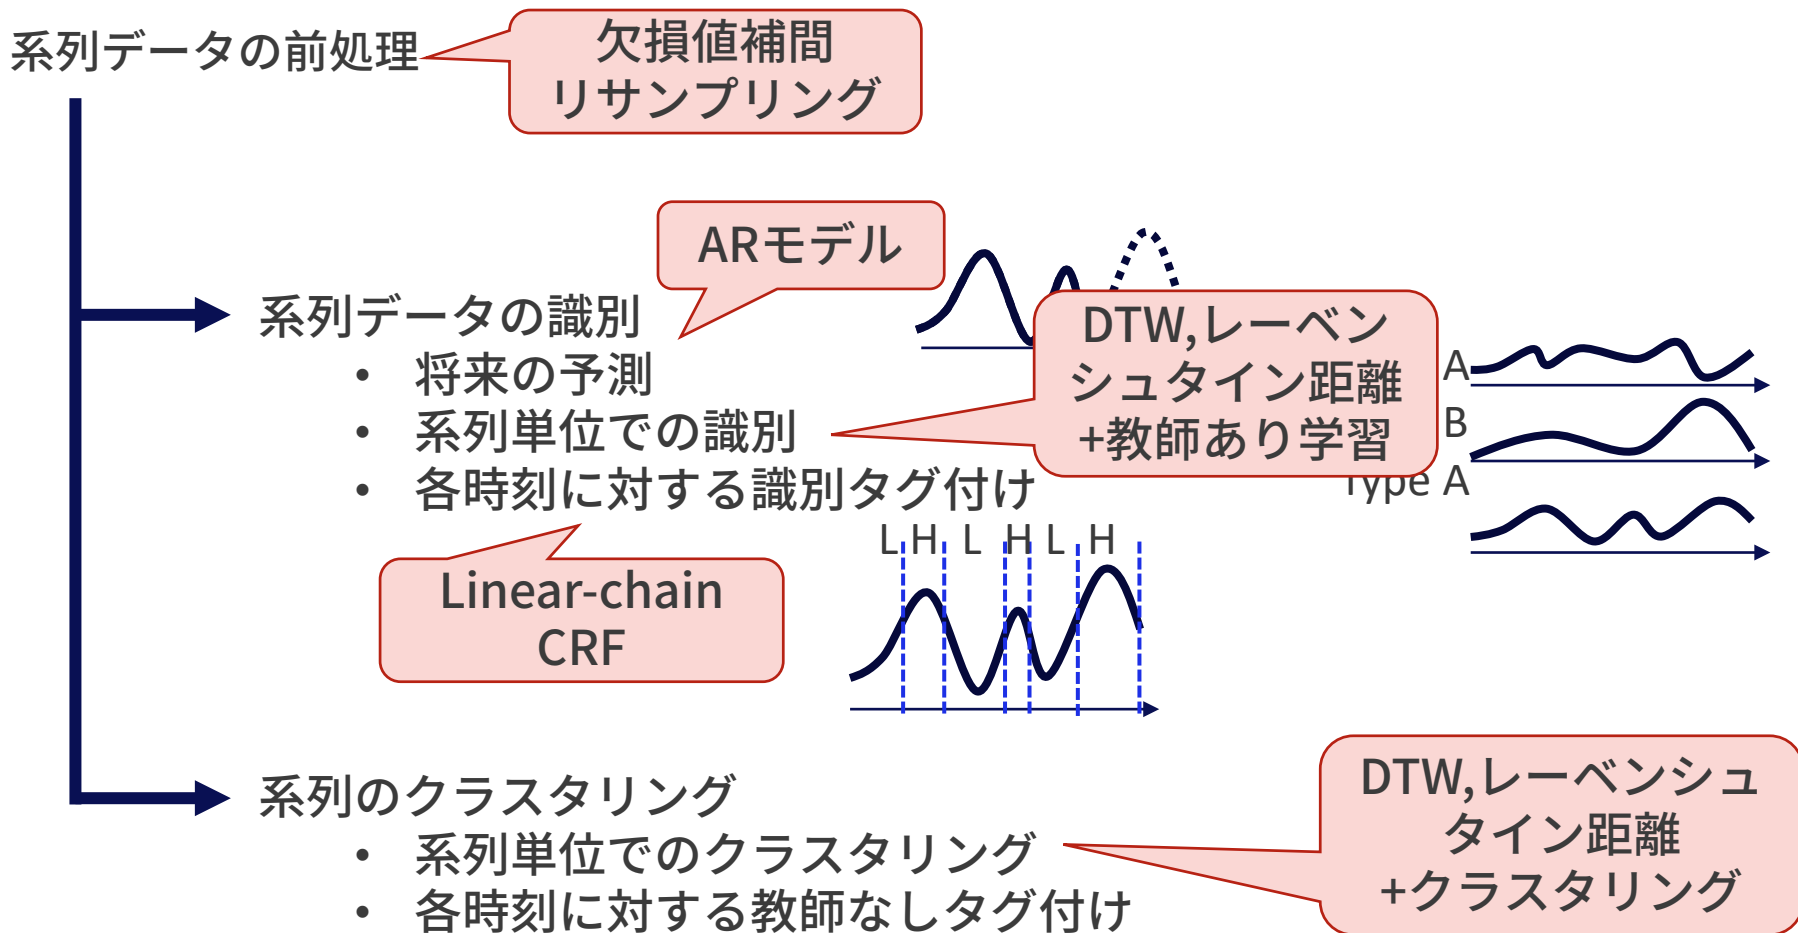 系列データの前処理
欠損値補間
リサンプリング
ARモデル
系列データの識別
• 将来の予測
• 系列単位での識別
• 各時刻に対する識別タグ付け
DTW,レーベン
シュタイン距離
+教師あり学習
A
B
Type A
L H L H L H
Linear-chain
CRF
系列のクラスタリング
• 系列単位でのクラスタリング
• 各時刻に対する教師なしタグ付け
DTW,レーベンシュ
タイン距離
+クラスタリング